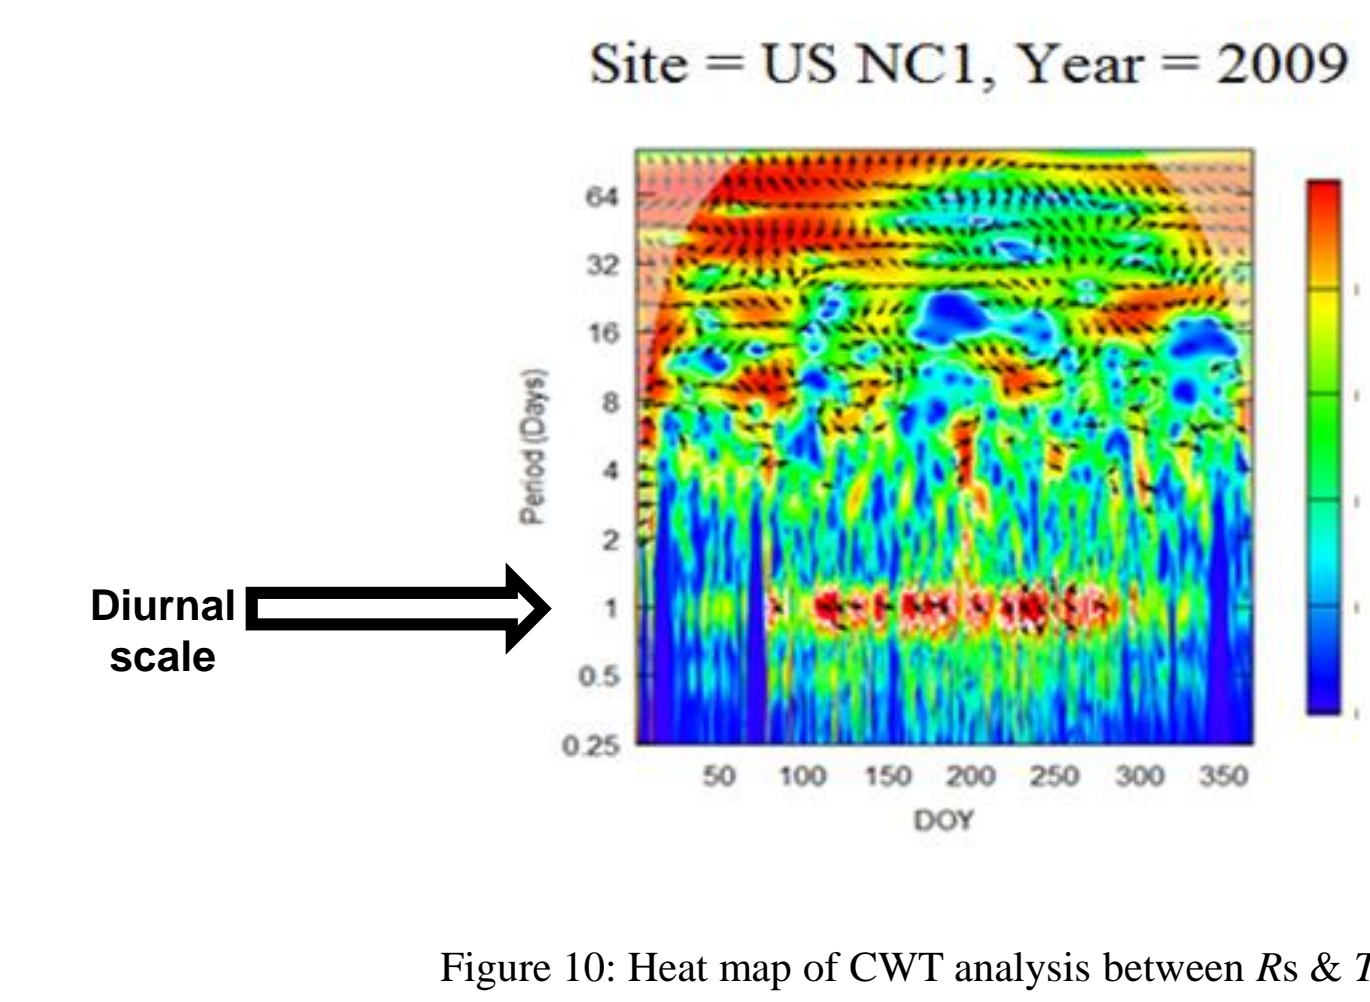 Site = US NC1, Year = 2009
64
32
16
8
4
2
1
0.5
0.25
Period (Days)
Diurnal
scale
50 100 150 200 250 300 350
DOY
Figure 10: Heat map of CWT analysis between Rs & T